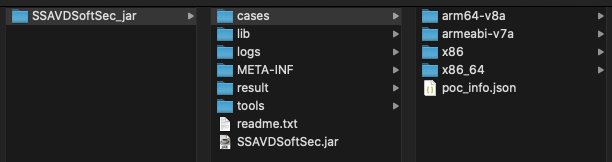 SSAVDSoftSec_jar
cases
lib
logs
META-INF
result
tools
readme.txt
SSAVDSoftSec.jar
arm64-v8a
armeabi-v7a
x86
x86_64
poc_info.json